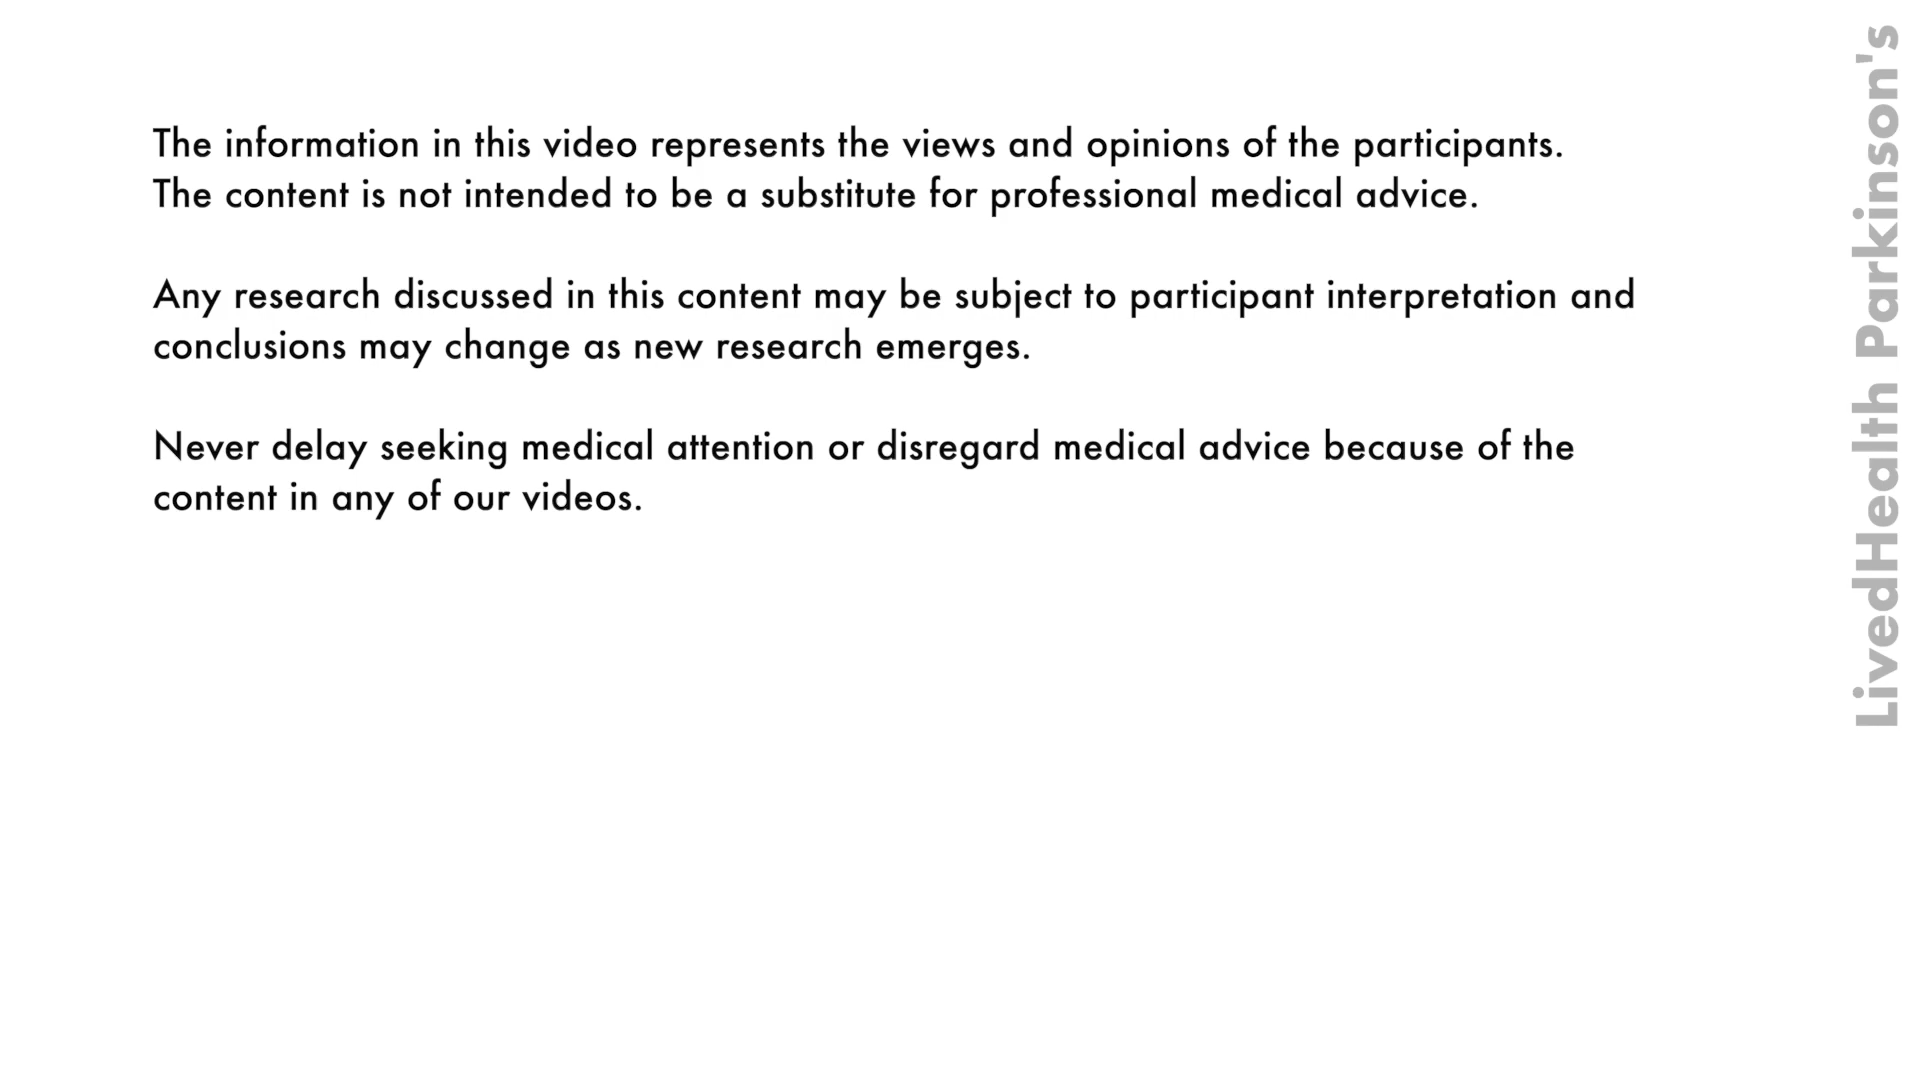 The information in this video represents the views and opinions of the participants.
The content is not intended to be a substitute for professional medical advice.
Any research discussed in this content may be subject to participant interpretation and
conclusions may change as new research emerges.
Never delay seeking medical attention or disregard medical advice because of the
content in any of our videos.
LivedHealth Parkinson's